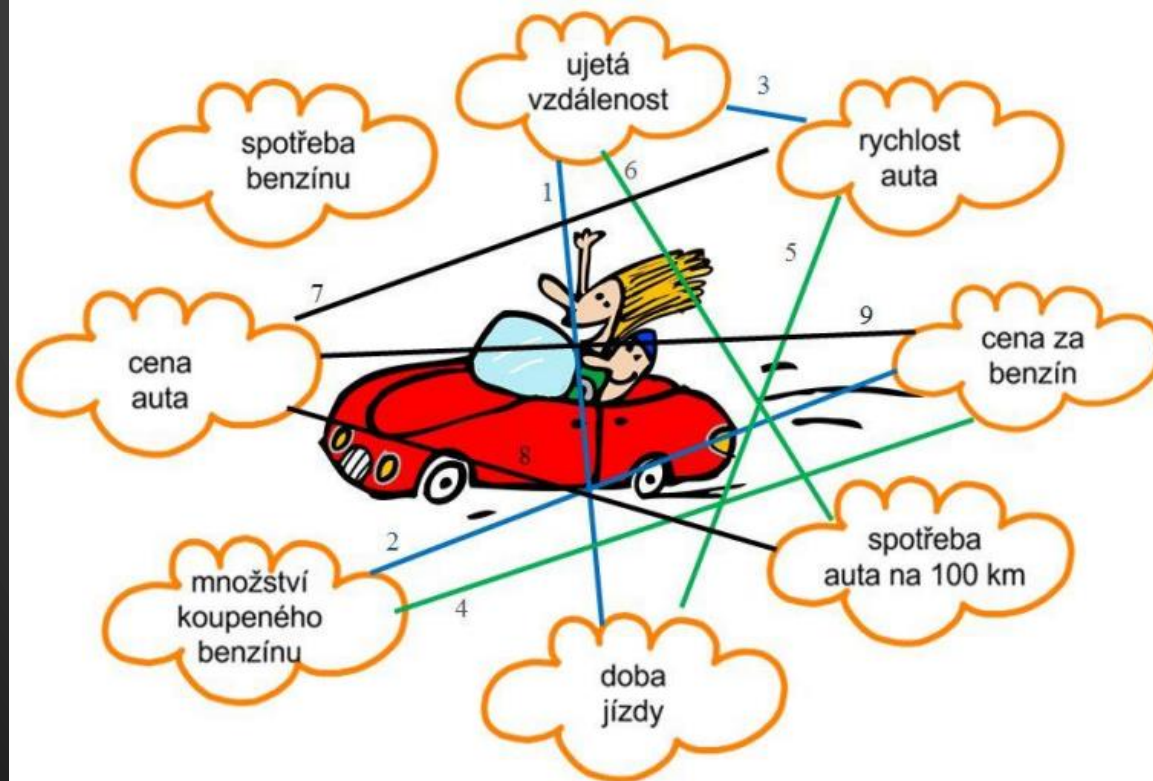 ujetá
vzdálenost
3
rychlost
auta
spotřeba
benzínu
1
6
5
7
9
cena
auta
cena za
benzín
8
2
4
množství
koupeného
benzínu
spotřeba
auta na 100 km
doba
jízdy